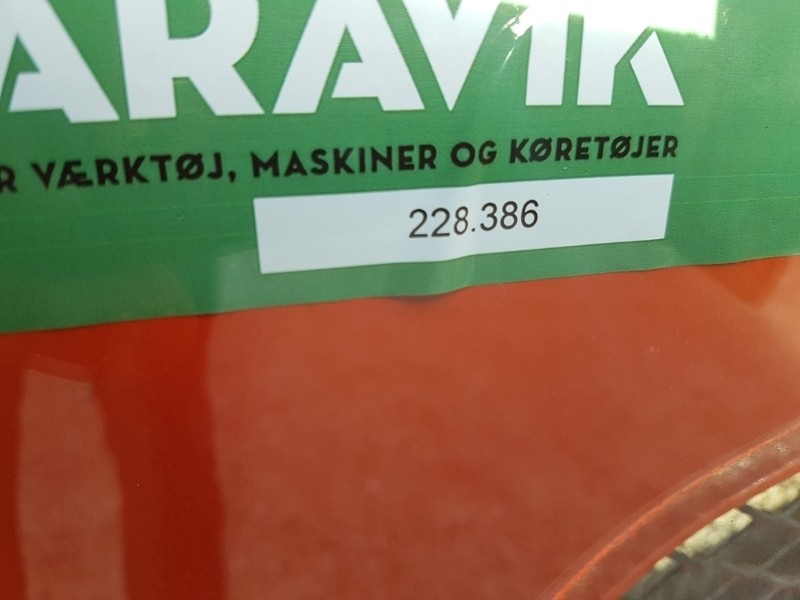 ARAVIK
R VÆRKTØJ, MASKINER OG KØRETØJER
228.386